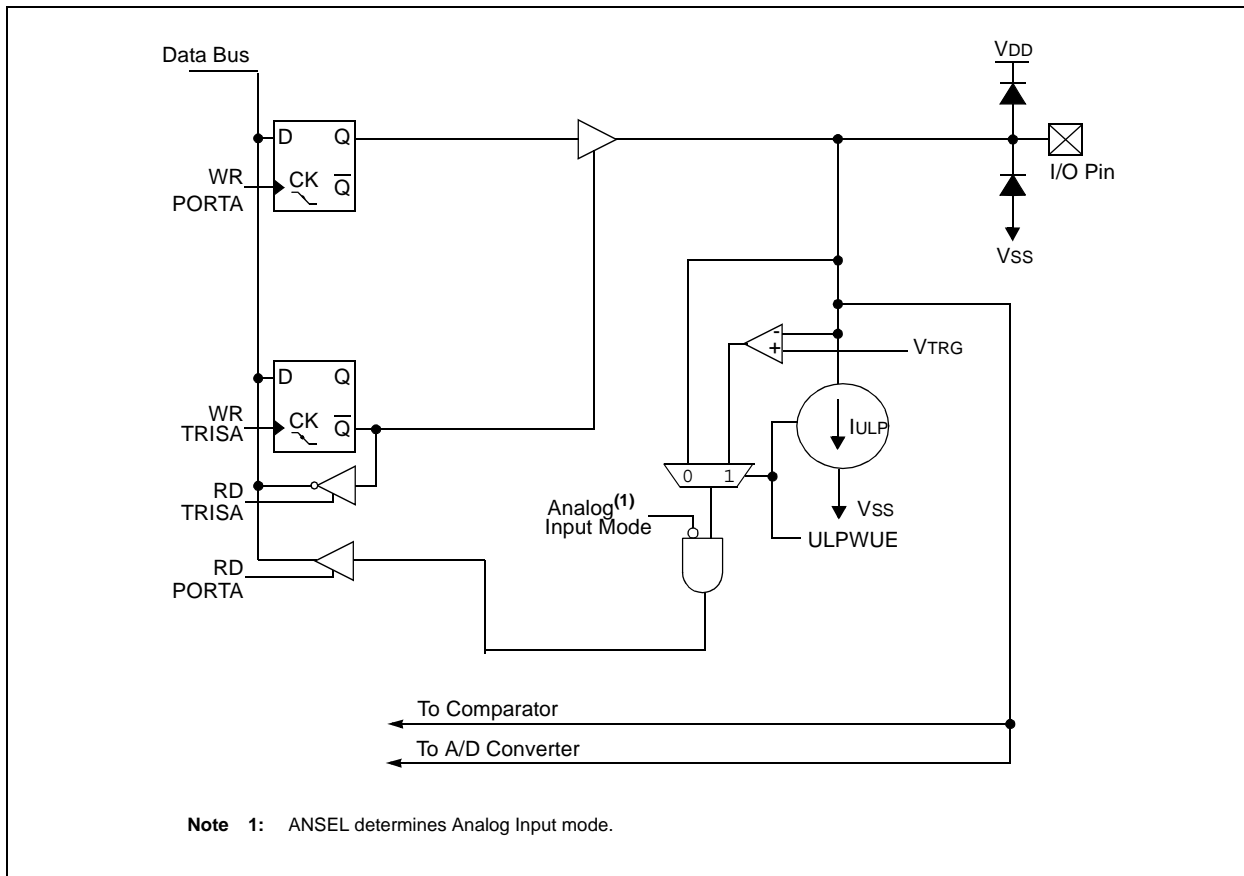 Data Bus
VDD
D Q
WR
PORTA
CK Q
I/O Pin
VSS
- 
+
VTRG
D Q
WR
TRISA
CK Q
IULP
0 1
RD
TRISA
Analog(1)
Input Mode
VSS
ULPWUE
RD
PORTA
To Comparator
To A/D Converter
Note 1: ANSEL determines Analog Input mode.